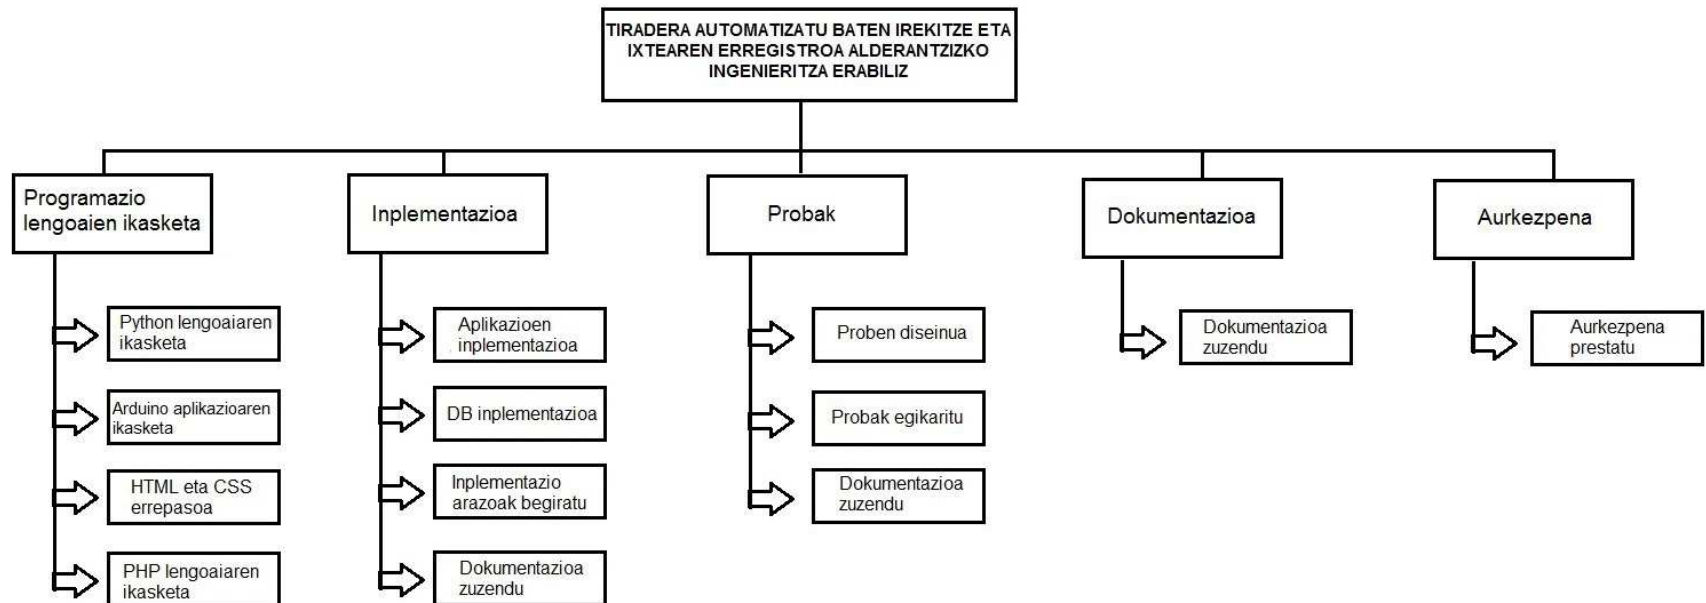 TIRADERA AUTOMATIZATU BATEN IREKITZE ETA
IXTEAREN ERREGISTROA ALDERANTZIZKO
INGENIERITZA ERABILIZ
Programazio
lengoaien ikasketa
Inplementazioa
Probak
Dokumentazioa
Aurkezpena
Python lengoaiaren
ikasketa
Arduino aplikazioaren
ikasketa
HTML eta CSS
errepasoa
PHP lengoaiaren
ikasketa
Aplikazioen
inplementazioa
DB inplementazioa
Inplementazio
arazoak begiratu
Dokumentazioa
zuzendu
Proben diseinua
Probak egikaritu
Dokumentazioa
zuzendu
Dokumentazioa
zuzendu
Aurkezpena
prestatu